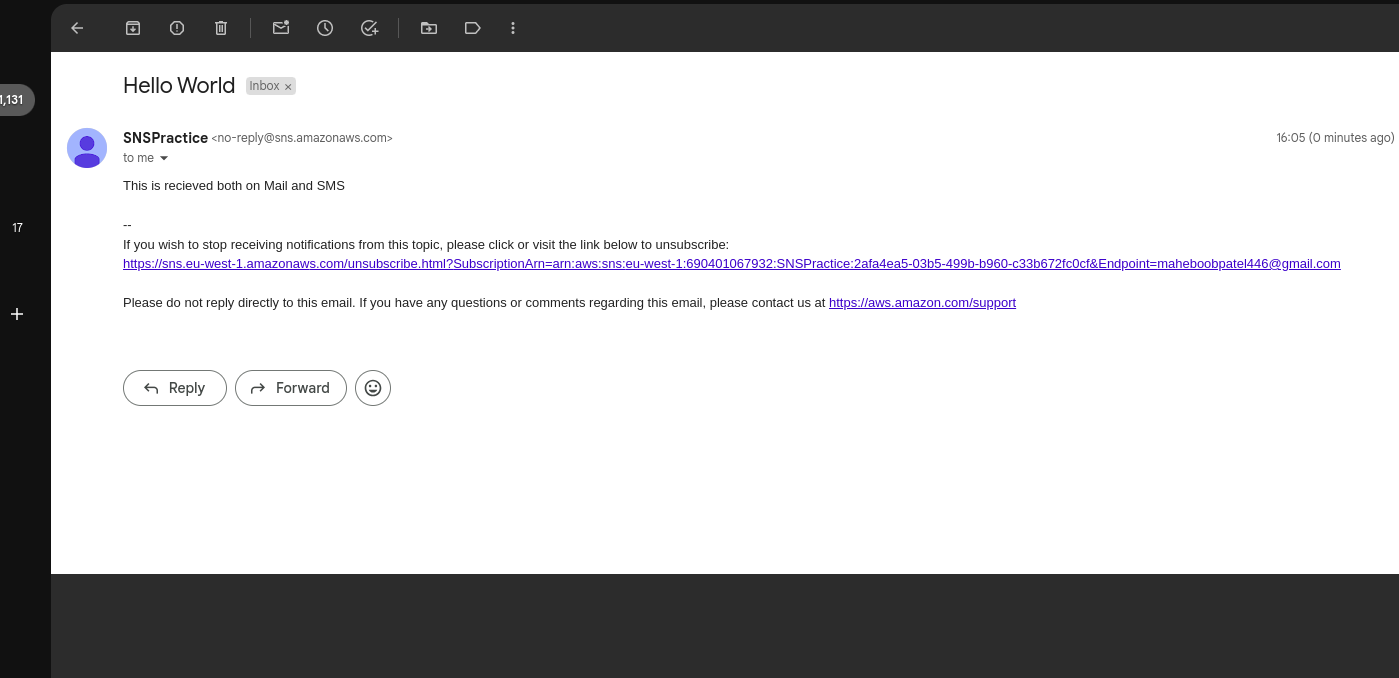 Hello World Inbox ×
1,131
SNSPractice <no-reply@sns.amazonaws.com> 16:05 (0 minutes ago)
to me
This is recieved both on Mail and SMS
--
17
If you wish to stop receiving notifications from this topic, please click or visit the link below to unsubscribe:
https://sns.eu-west-1.amazonaws.com/unsubscribe.html?SubscriptionArn=arn:aws:sns:eu-west-1:690401067932:SNSPractice:2afa4ea5-03b5-499b-b960-c33b672fc0cf&Endpoint=maheboobpatel446@gmail.com
Please do not reply directly to this email. If you have any questions or comments regarding this email, please contact us at https://aws.amazon.com/support
Reply Forward